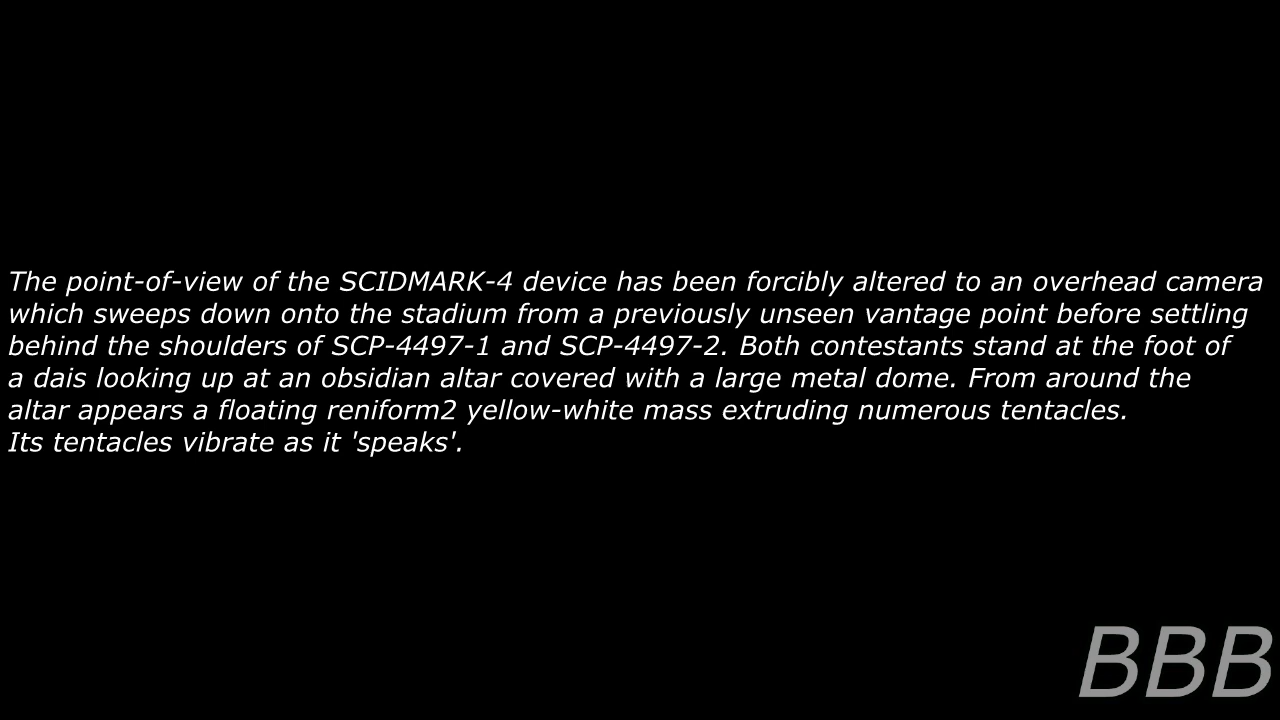 The point-of-view of the SCIDMARK-4 device has been forcibly altered to an overhead camera
which sweeps down onto the stadium from a previously unseen vantage point before settling
behind the shoulders of SCP-4497-1 and SCP-4497-2. Both contestants stand at the foot of
a dais looking up at an obsidian altar covered with a large metal dome. From around the
altar appears a floating reniform2 yellow-white mass extruding numerous tentacles.
Its tentacles vibrate as it 'speaks'.
BBB